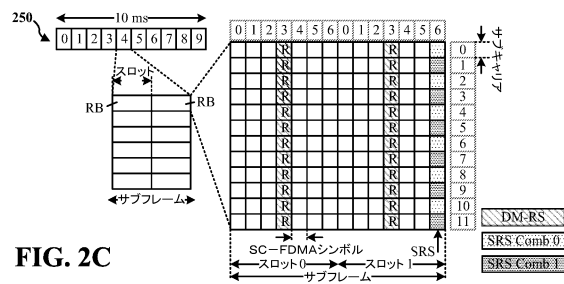 250
10 ms
0 1 2 3 4 5 6 7 8 9
スロット
RB
RB
サブフレーム
0 1 2 3 4 5 6 0 1 2 3 4 5 6
サブキャリア
R R 0
R R 1
R R 2
R R 3
R R 4
R R 5
R R 6
R R 7
R R 8
R R 9
R R 10
R R 11
SC-FDMAシンボル
SRS
スロット 0
スロット 1
サブフレーム
DM-RS
SRS Comb 0
SRS Comb 1
FIG. 2C